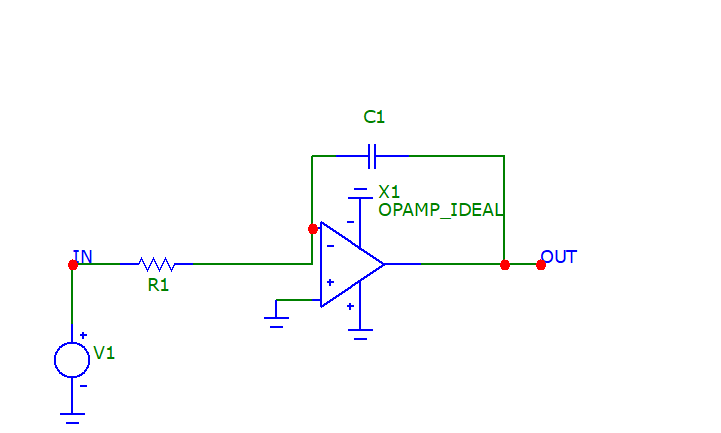 C1
X1
OPAMP_IDEAL
-
-
IN
OUT
R1
+
+
+
V1
-